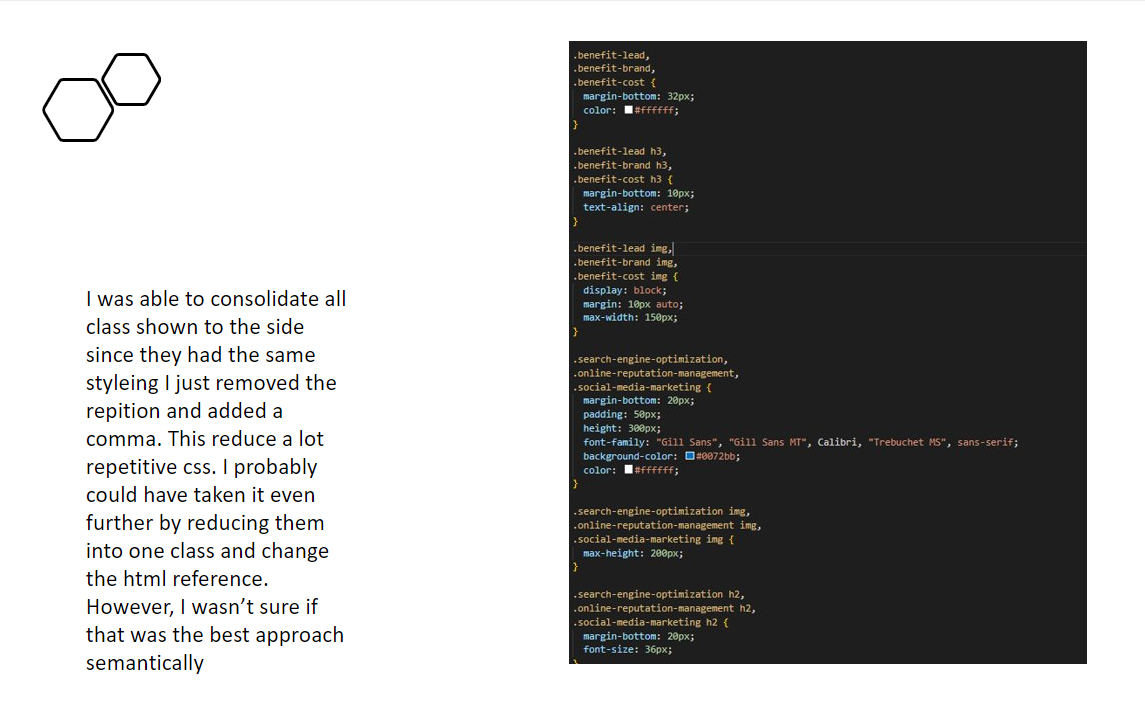 I was able to consolidate all
class shown to the side
since they had the same
styleing I just removed the
repition and added a
comma. This reduce a lot
repetitive css. I probably
could have taken it even
further by reducing them
into one class and change
the html reference.
However, I wasn’t sure if
that was the best approach
semantically
.benefit-lead,
.benefit-brand,
.benefit-cost {
  margin-bottom: 32px;
  color: #ffffff;
}
.benefit-lead h3,
.benefit-brand h3,
.benefit-cost h3 {
  margin-bottom: 10px;
  text-align: center;
}
.benefit-lead img,
.benefit-brand img,
.benefit-cost img {
  display: block;
  margin: 10px auto;
  max-width: 150px;
}
.search-engine-optimization,
.online-reputation-management,
.social-media-marketing {
  margin-bottom: 20px;
  padding: 50px;
  height: 300px;
  font-family: "Gill Sans", "Gill Sans MT", Calibri, "Trebuchet MS", sans-serif;
  background-color: #0072bb;
  color: #ffffff;
}
.search-engine-optimization img,
.online-reputation-management img,
.social-media-marketing img {
  max-height: 200px;
}
.search-engine-optimization h2,
.online-reputation-management h2,
.social-media-marketing h2 {
  margin-bottom: 20px;
  font-size: 36px;
}